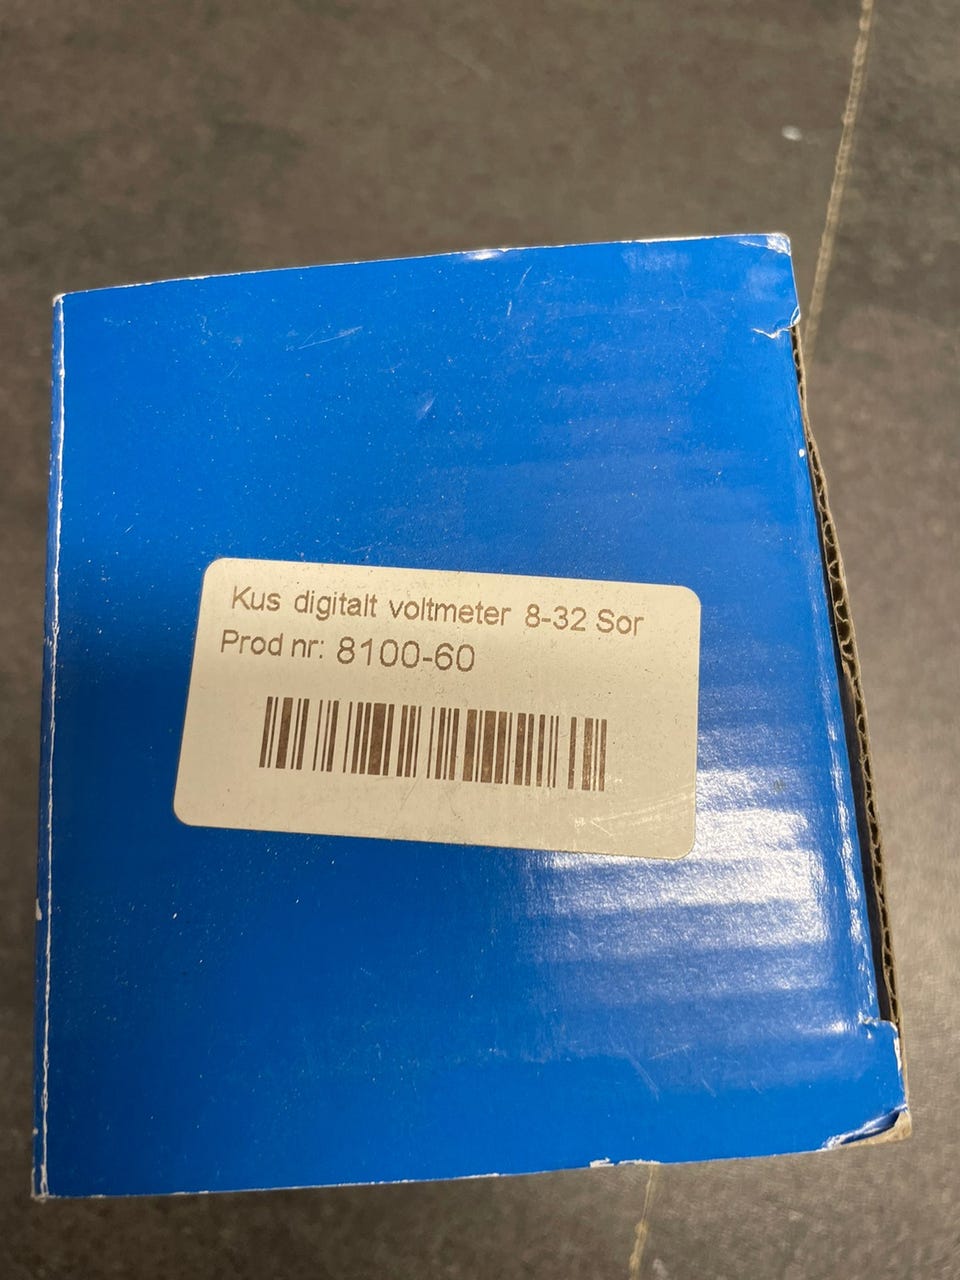 Kus digitalt voltmeter 8-32 Sor
Prod nr: 8100-60